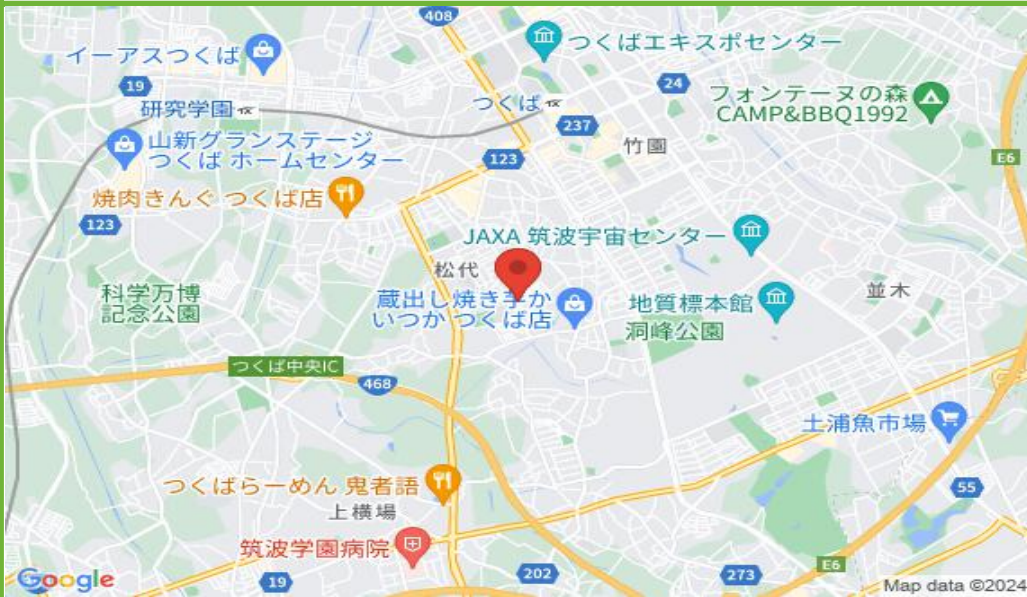 408
イーアスつくば
つくばエキスポセンター
19
24
研究学園
つくば
フォンテーヌの森
CAMP&BBQ1992
237
山新グランステージ
つくば ホームセンター
竹園
123
E6
焼肉きんぐ つくば店
123
JAXA 筑波宇宙センター
松代
科学万博
記念公園
蔵出し焼き芋か
いつか つくば店
地質標本館
並木
洞峰公園
つくば中央IC
468
土浦魚市場
つくばらーめん 鬼者語
55
上横場
筑波学園病院
E6
Google
19
202
273
Map data ©2024